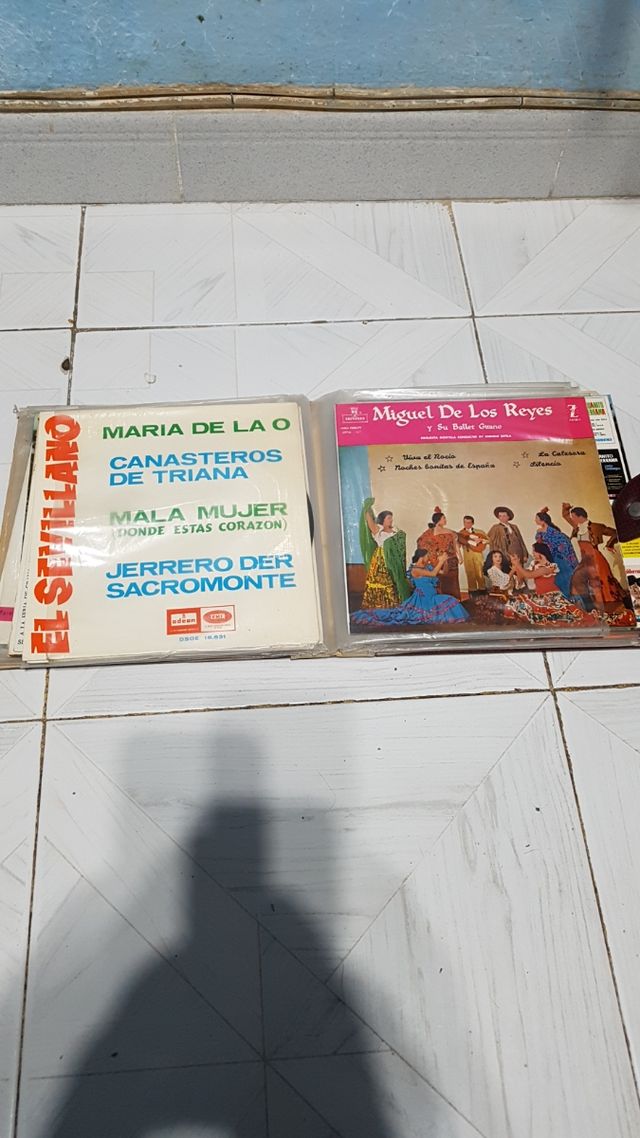 EL SEVILLANO
MARIA DE LA O
CANASTEROS
DE TRIANA
MALA MUJER
(DONDE ESTAS CORAZON)
JERRERO DER
SACROMONTE
odeon
EMI
DSOE 16.631
Miguel De Los Reyes
y Su Ballet Gitano
Viva el Rocío
Noches bonitas de España
La Calesera
Silencio